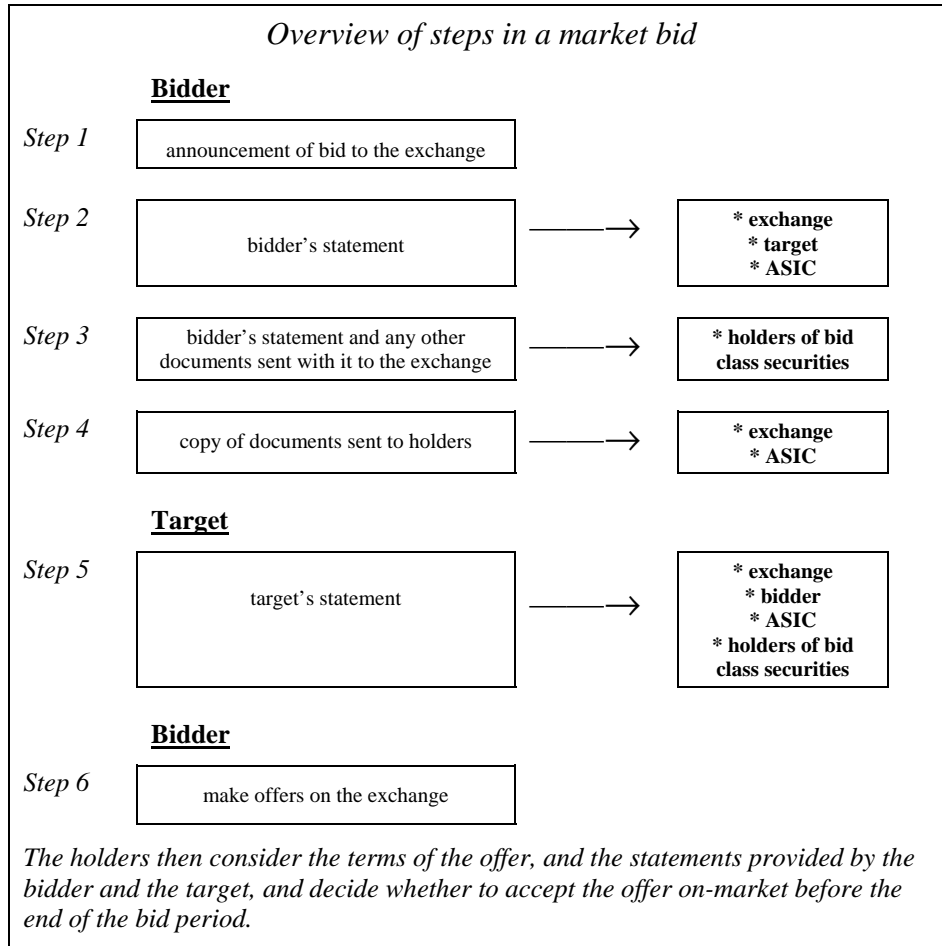 Overview of steps in a market bid
Bidder
Step 1
announcement of bid to the exchange
Step 2
bidder’s statement
* exchange
* target
* ASIC
Step 3
bidder’s statement and any other
documents sent with it to the exchange
* holders of bid
class securities
Step 4
copy of documents sent to holders
* exchange
* ASIC
Target
Step 5
target’s statement
* exchange
* bidder
* ASIC
* holders of bid
class securities
Bidder
Step 6
make offers on the exchange
The holders then consider the terms of the offer, and the statements provided by the
bidder and the target, and decide whether to accept the offer on-market before the
end of the bid period.